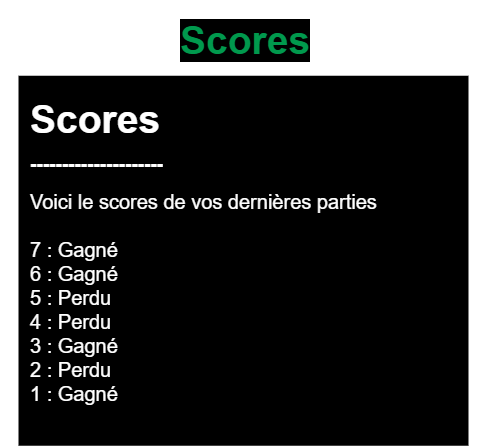 Scores
Scores
---------------------
Voici le scores de vos dernières parties
7 : Gagné
6 : Gagné
5 : Perdu
4 : Perdu
3 : Gagné
2 : Perdu
1 : Gagné